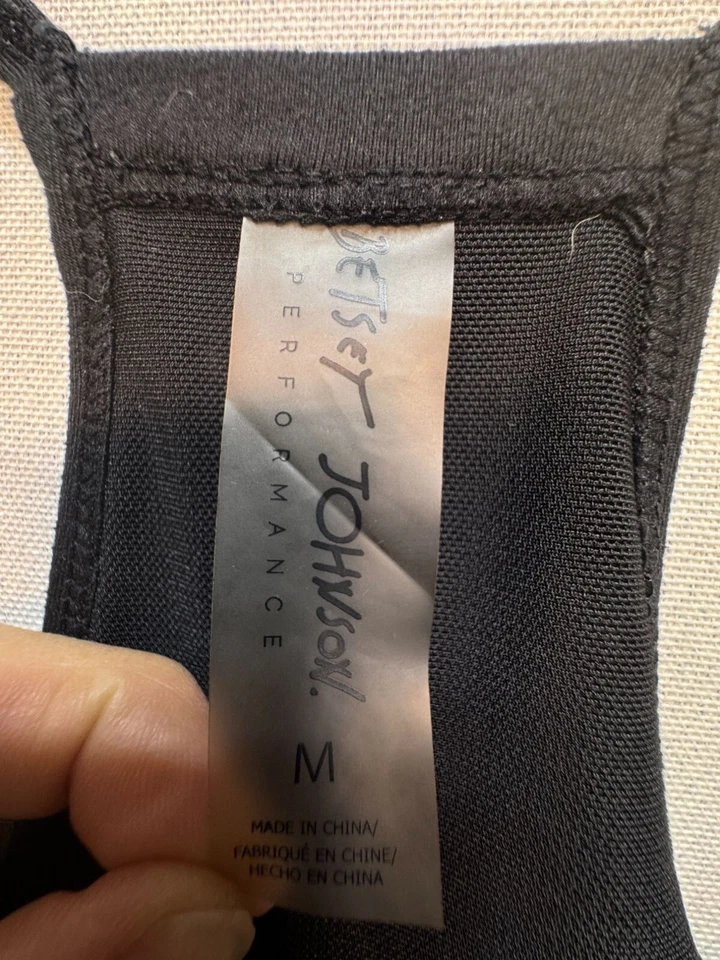 BETSEY JOHNSON.
PERFORMANCE
M
MADE IN CHINA/
FABRIQUÉ EN CHINE/
HECHO EN CHINA